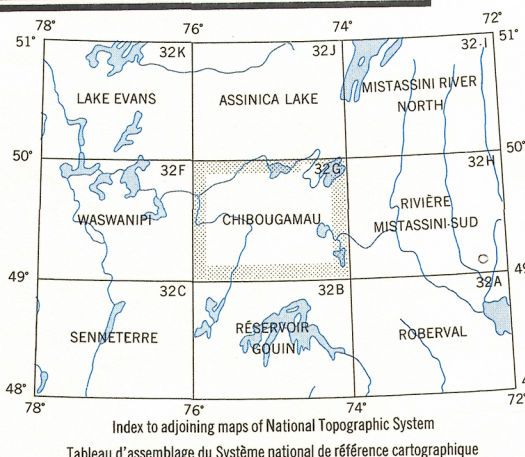 78° 76° 74° 72°
51° 32K 32J 32-I 51°
LAKE EVANS ASSINICA LAKE MISTASSINI RIVER
NORTH
50° 32F 32G 32H 50°
WASWANIPI CHIBOUGAMAU RIVIÈRE
MISTASSINI-SUD
49° 32C 32B 32A 49°
SENNETERRE RÉSERVOIR
GOUIN ROBERVAL
48° 48°
78° 76° 74° 72°
Index to adjoining maps of National Topographic System
Tableau d'assemblage du Système national de référence cartographique